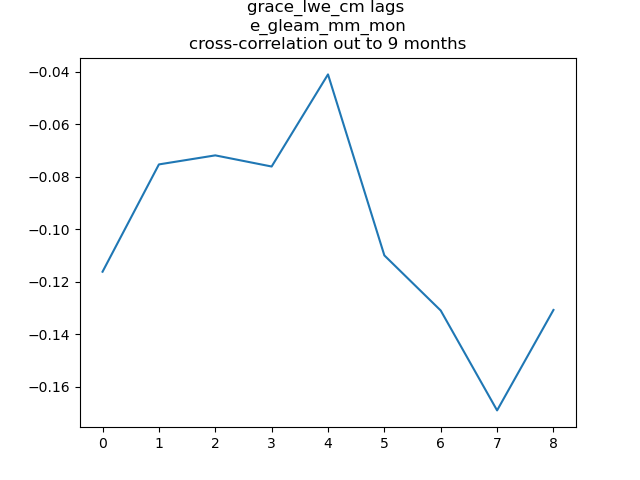 grace_lwe_cm lags
e_gleam_mm_mon
cross-correlation out to 9 months
−0.04
−0.06
−0.08
−0.10
−0.12
−0.14
−0.16
0 1 2 3 4 5 6 7 8